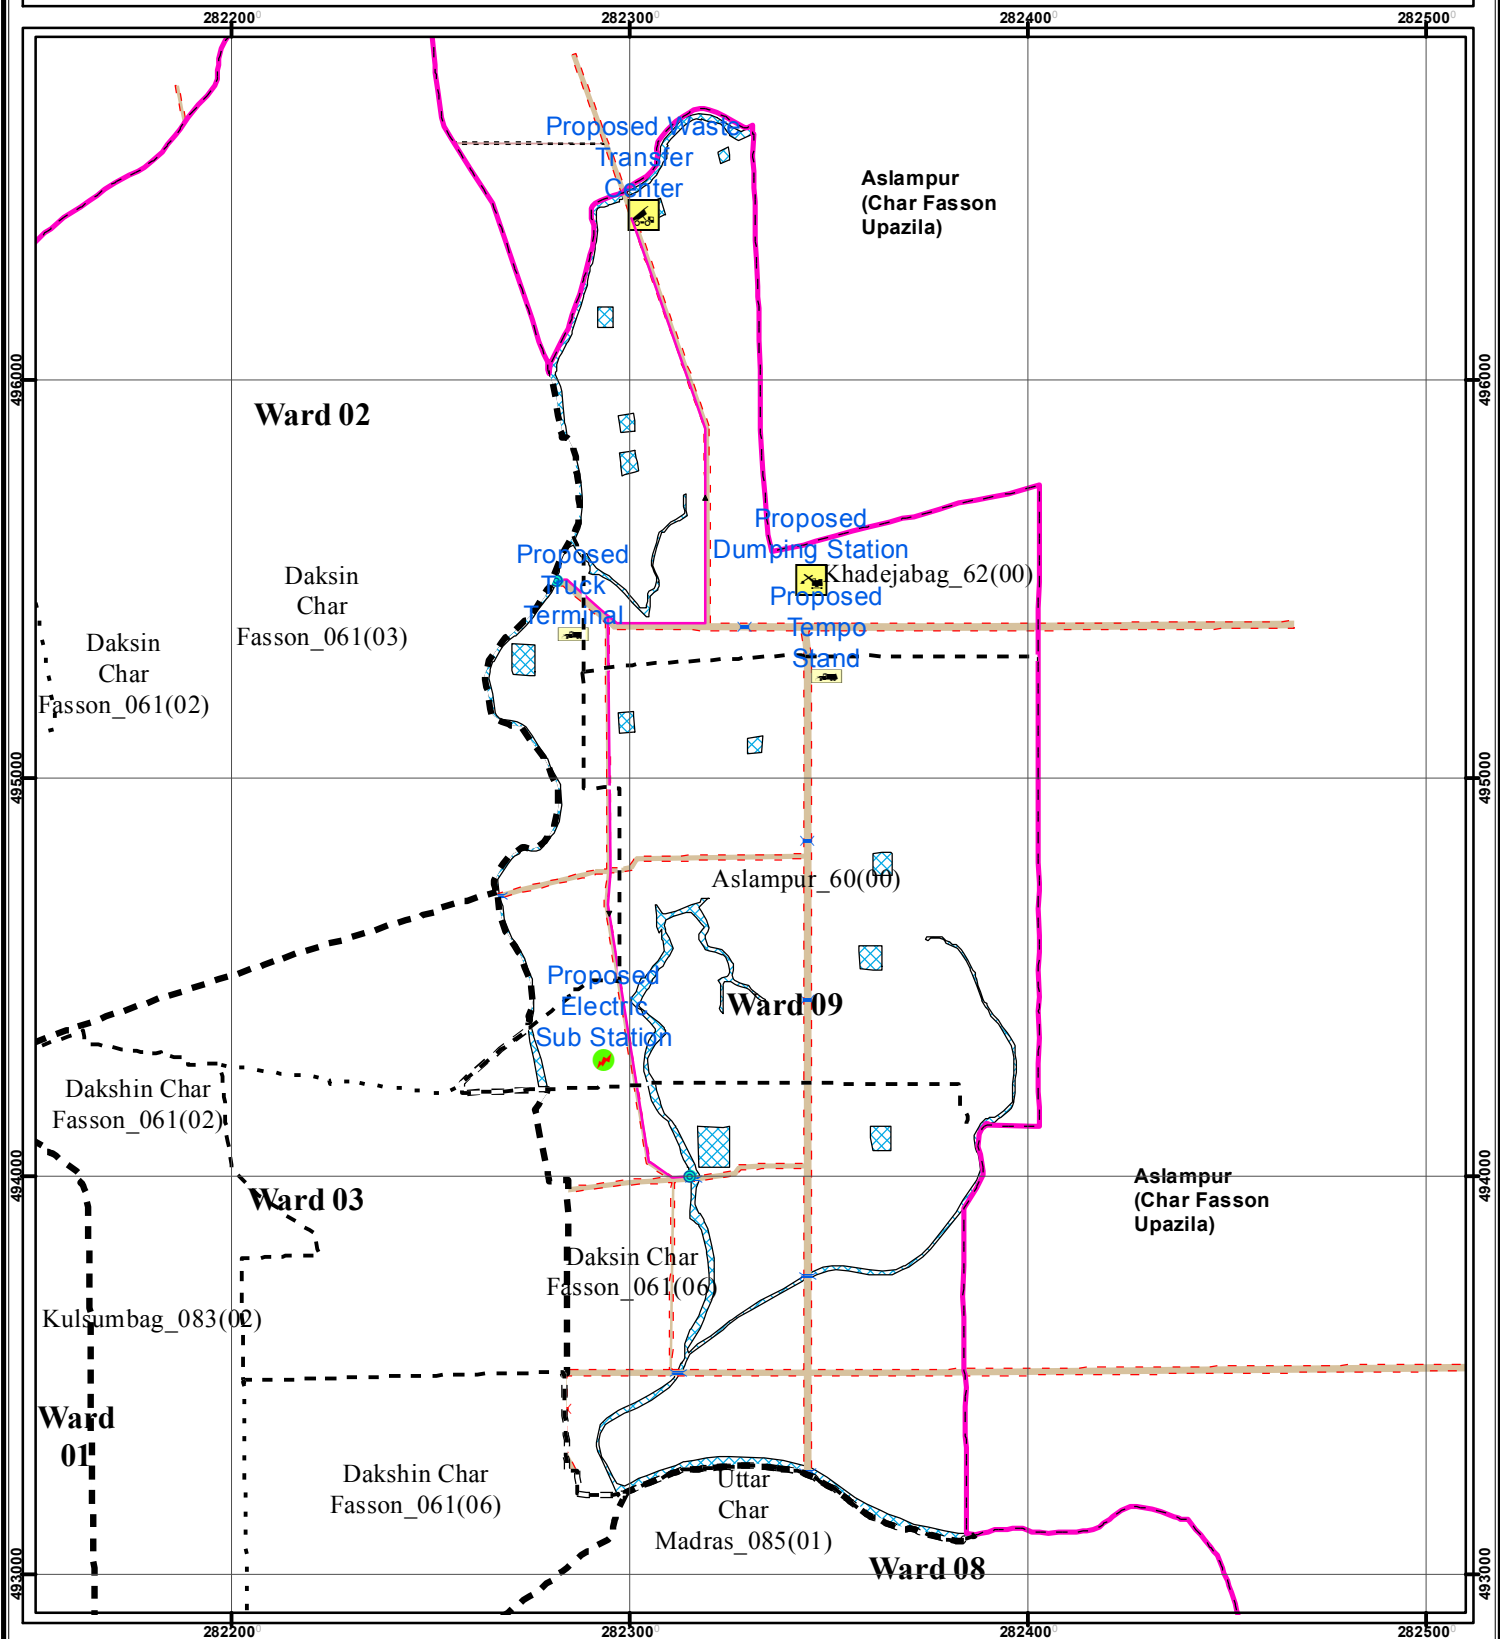 282200
282300
282400
282500
Proposed Waste
Transfer
Center
Aslampur
(Char Fasson
Upazila)
496000
496000
Ward 02
Proposed
Dumping Station
Khadejabag_62(00)
Proposed
Tempo
Stand
Proposed
Truck
Terminal
Daksin
Char
Fasson_061(03)
Daksin
Char
Fasson_061(02)
495000
495000
Aslampur_60(00)
Proposed
Electric
Sub Station
Ward 09
Dakshin Char
Fasson_061(02)
494000
494000
Ward 03
Aslampur
(Char Fasson
Upazila)
Daksin Char
Fasson_061(06)
Kulsumbag_083(02)
Ward
01
Dakshin Char
Fasson_061(06)
Uttar
Char
Madras_085(01)
Ward 08
493000
493000
282200
282300
282400
282500